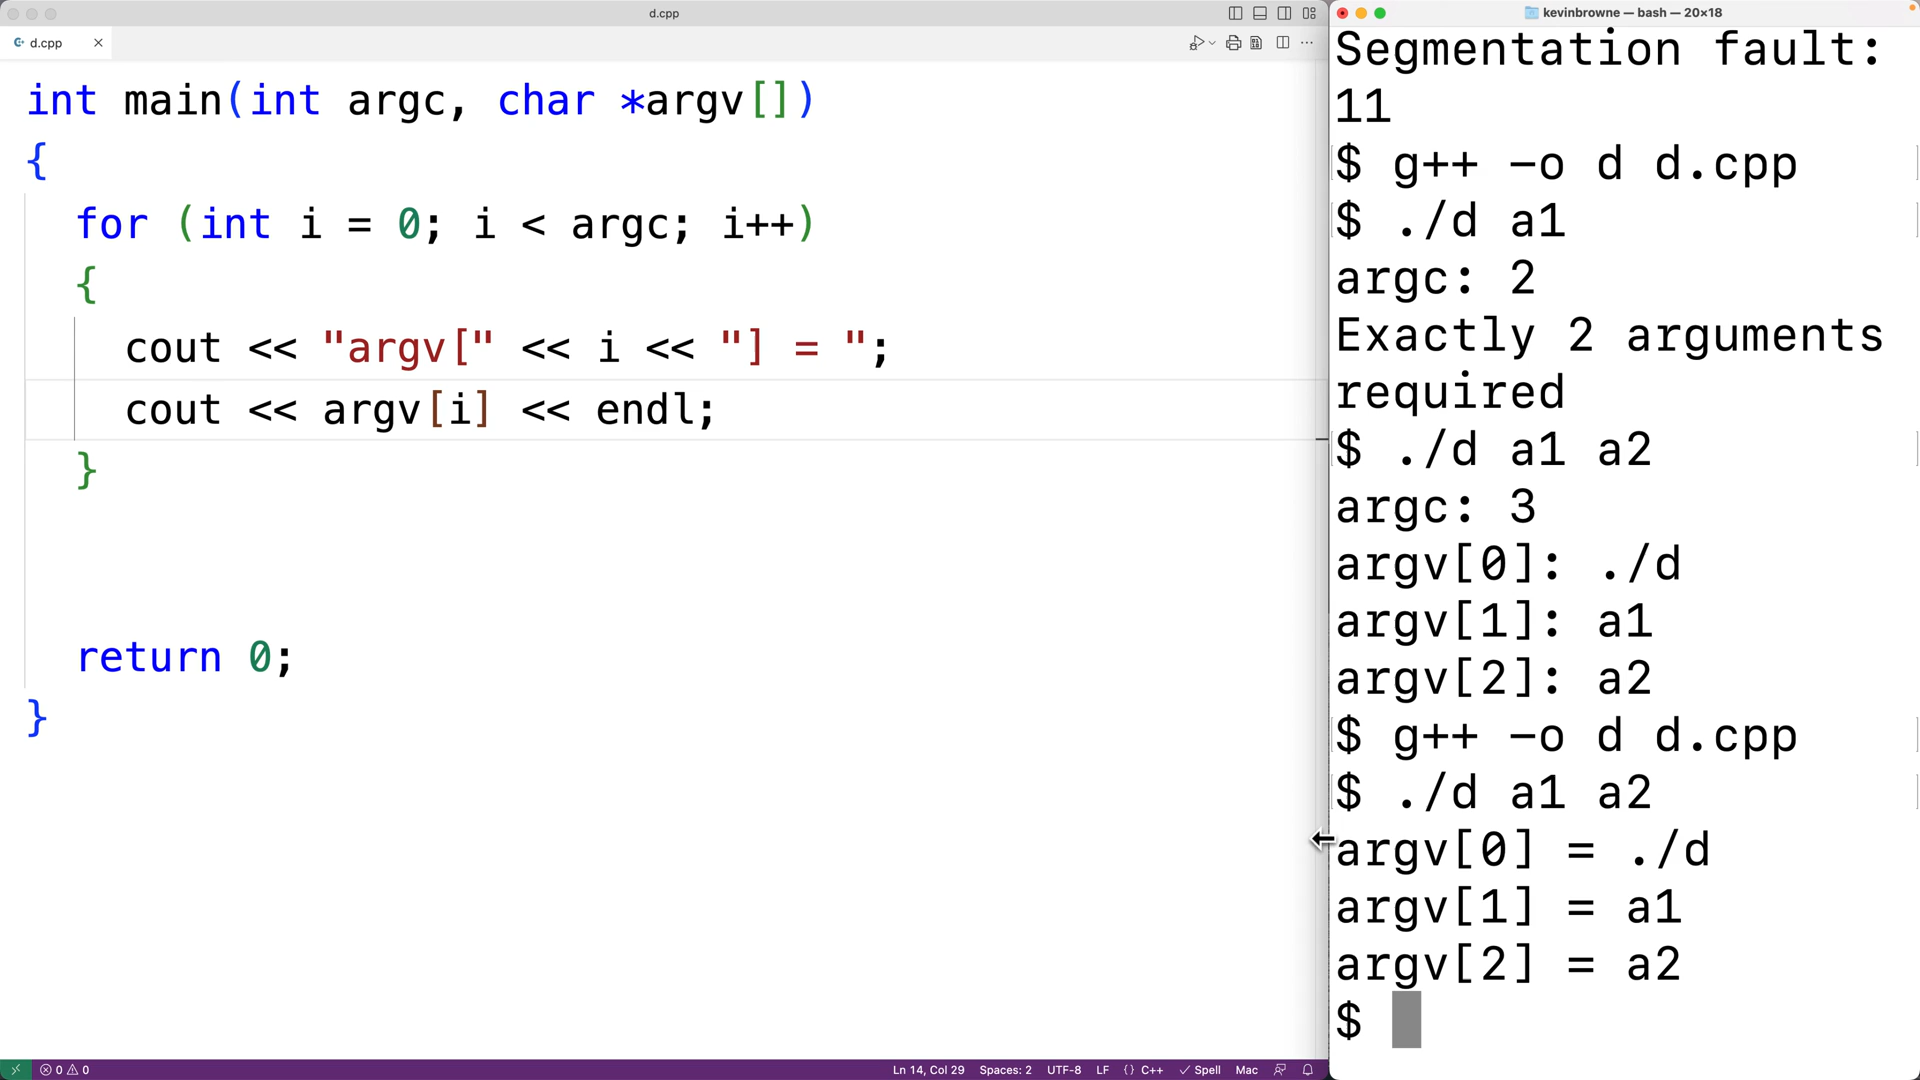 d.cpp
d.cpp
int main(int argc, char *argv[])
{
for (int i = 0; i < argc; i++)
{
cout << "argv[" << i << "] = ";
cout << argv[i] << endl;
}
return 0;
}
0 0
Ln 14, Col 29 Spaces: 2 UTF-8 LF {} C++ Spell Mac
kevinbrowne — bash — 20×18
Segmentation fault:
11
$ g++ -o d d.cpp
$ ./d a1
argc: 2
Exactly 2 arguments
required
$ ./d a1 a2
argc: 3
argv[0]: ./d
argv[1]: a1
argv[2]: a2
$ g++ -o d d.cpp
$ ./d a1 a2
argv[0] = ./d
argv[1] = a1
argv[2] = a2
$